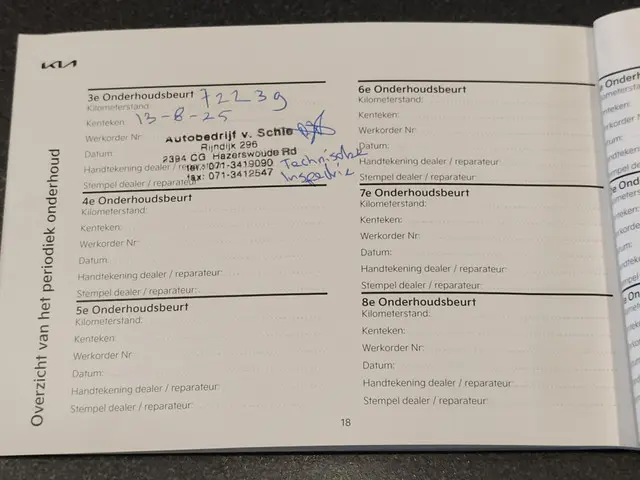 KIA
Overzicht van het periodiek onderhoud
3e Onderhoudsbeurt 72239
Kilometerstand:
Kenteken: 13-8-25
Werkorder Nr
Autobedrijf v. Schie
Rijndijk 296
Datum:
2394 CG Hazerswoude Rd
Technische
Handtekening dealer / reparateur:
tel: 071-3419090
Inspectie
Stempel dealer / reparateur:
fax: 071-3412547
4e Onderhoudsbeurt
Kilometerstand:
Kenteken:
Werkorder Nr:
Datum:
Handtekening dealer / reparateur:
Stempel dealer / reparateur:
5e Onderhoudsbeurt
Kilometerstand:
Kenteken:
Werkorder Nr
Datum:
Handtekening dealer / reparateur:
Stempel dealer / reparateur:
6e Onderhoudsbeurt
Kilometerstand:
Kenteken:
Werkorder Nr
Datum:
Handtekening dealer / reparateur:
Stempel dealer / reparateur:
7e Onderhoudsbeurt
Kilometerstand:
Kenteken:
Werkorder Nr:
Datum:
Handtekening dealer / reparateur:
Stempel dealer / reparateur:
8e Onderhoudsbeurt
Kilometerstand:
Kenteken:
Werkorder Nr:
Datum:
Handtekening dealer / reparateur:
Stempel dealer / reparateur:
18